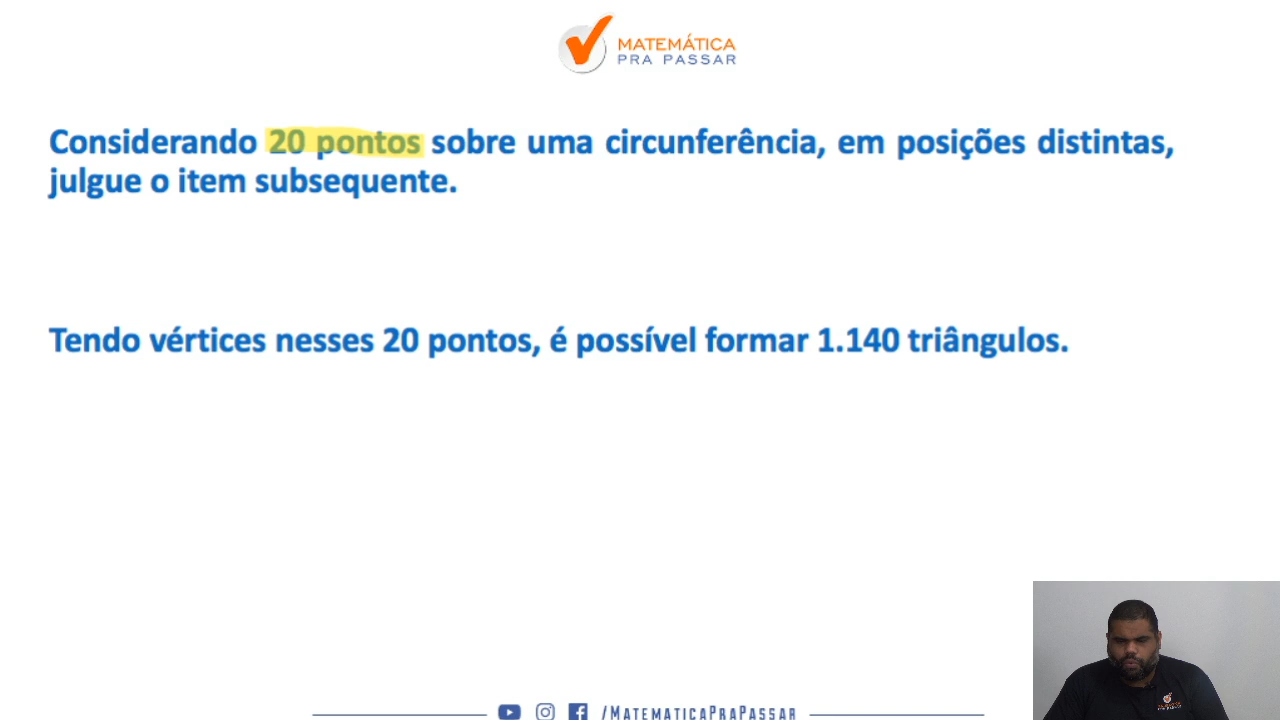 MATEMÁTICA
PRA PASSAR
Considerando 20 pontos sobre uma circunferência, em posições distintas,
julgue o item subsequente.
Tendo vértices nesses 20 pontos, é possível formar 1.140 triângulos.
/MATEMATICAPRAPASSAR